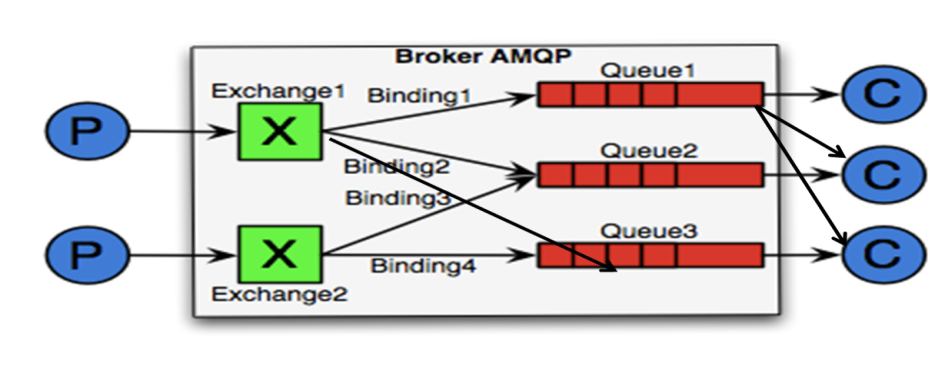 Broker AMQP
Exchange1
Binding1
Queue1
P
X
C
Binding2
Queue2
C
Binding3
Queue3
P
X
C
Binding4
Exchange2